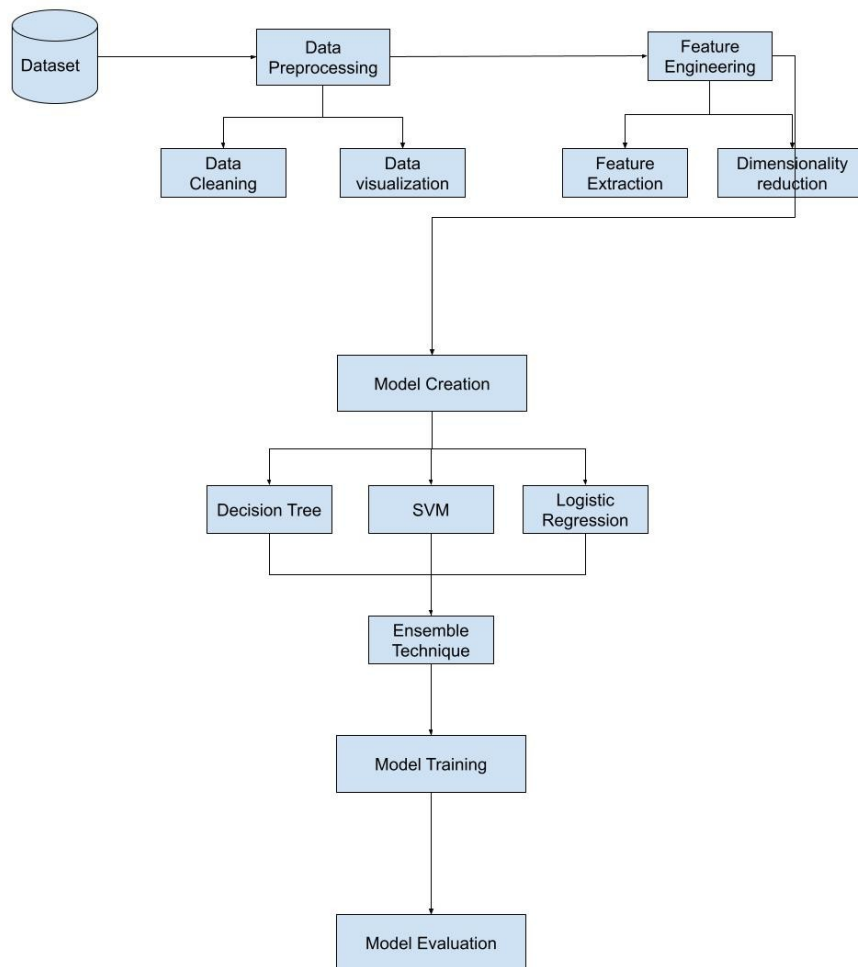 Dataset
Data
Preprocessing
Feature
Engineering
Data
Cleaning
Data
visualization
Feature
Extraction
Dimensionality
reduction
Model Creation
Decision Tree
SVM
Logistic
Regression
Ensemble
Technique
Model Training
Model Evaluation